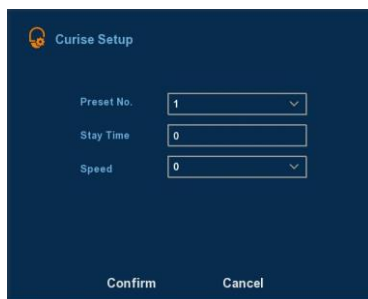 Curise Setup
Preset No. 1
Stay Time 0
Speed 0
Confirm Cancel